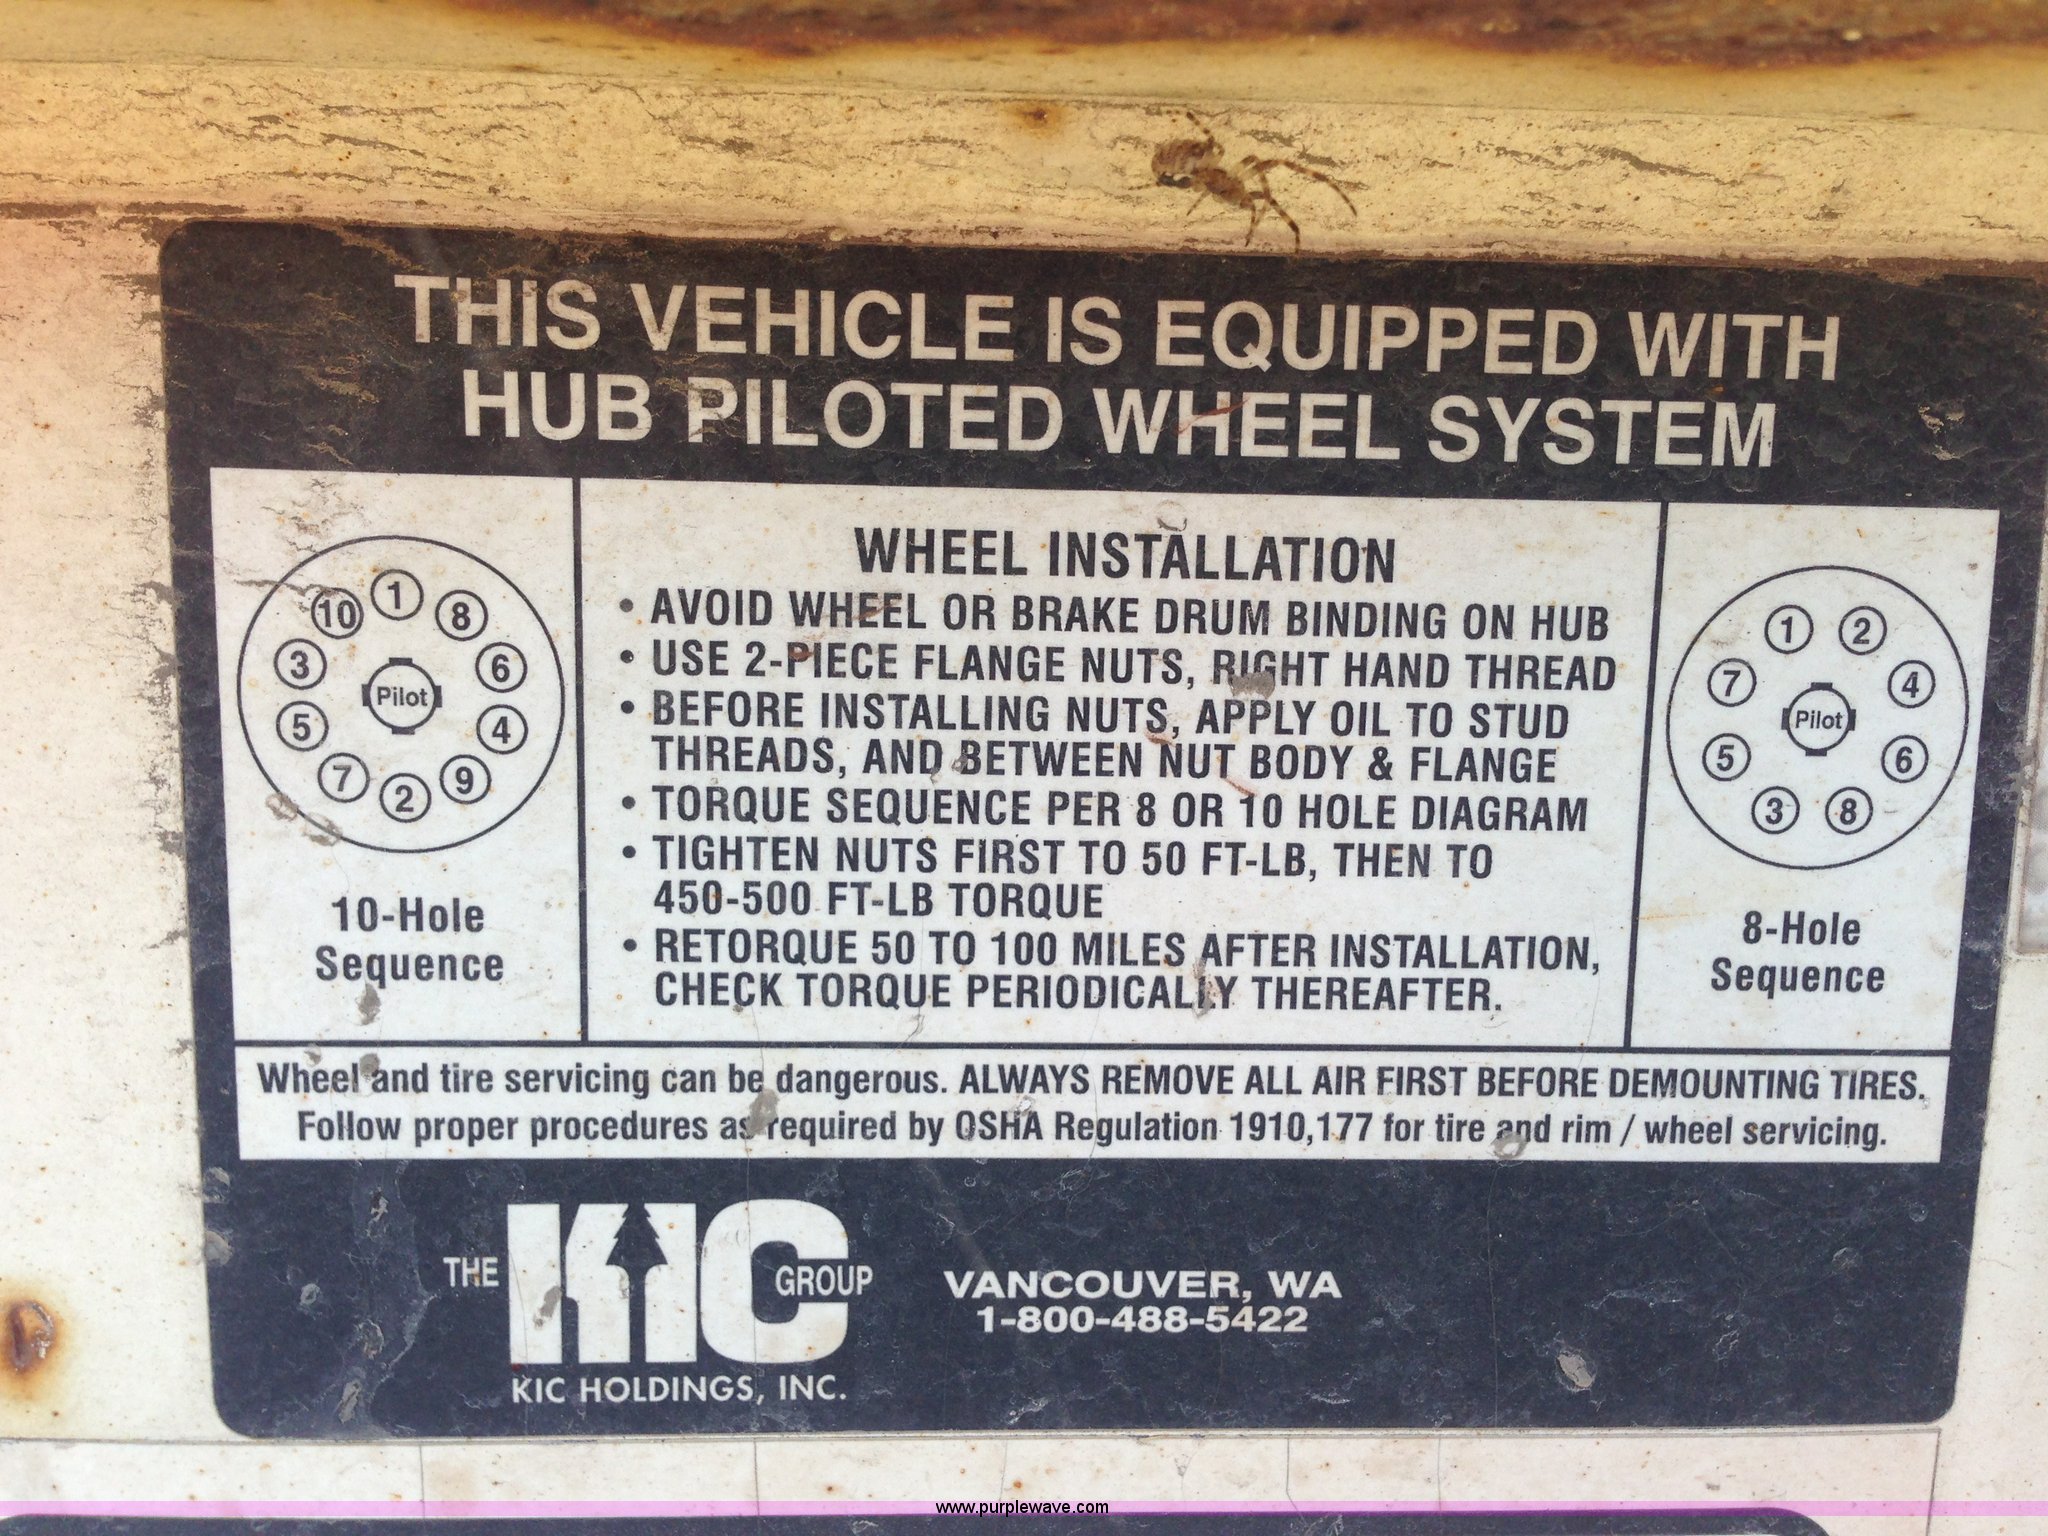 THIS VEHICLE IS EQUIPPED WITH
HUB PILOTED WHEEL SYSTEM
1
8
6
4
9
2
7
5
3
10
Pilot
10-Hole
Sequence
WHEEL INSTALLATION
• AVOID WHEEL OR BRAKE DRUM BINDING ON HUB
• USE 2-PIECE FLANGE NUTS, RIGHT HAND THREAD
• BEFORE INSTALLING NUTS, APPLY OIL TO STUD
THREADS, AND BETWEEN NUT BODY & FLANGE
• TORQUE SEQUENCE PER 8 OR 10 HOLE DIAGRAM
• TIGHTEN NUTS FIRST TO 50 FT-LB, THEN TO
450-500 FT-LB TORQUE
• RETORQUE 50 TO 100 MILES AFTER INSTALLATION,
CHECK TORQUE PERIODICALLY THEREAFTER.
1
2
4
6
8
3
5
7
Pilot
8-Hole
Sequence
Wheel and tire servicing can be dangerous. ALWAYS REMOVE ALL AIR FIRST BEFORE DEMOUNTING TIRES.
Follow proper procedures as required by OSHA Regulation 1910,177 for tire and rim / wheel servicing.
THE KIC GROUP
KIC HOLDINGS, INC.
VANCOUVER, WA
1-800-488-5422
www.purplewave.com